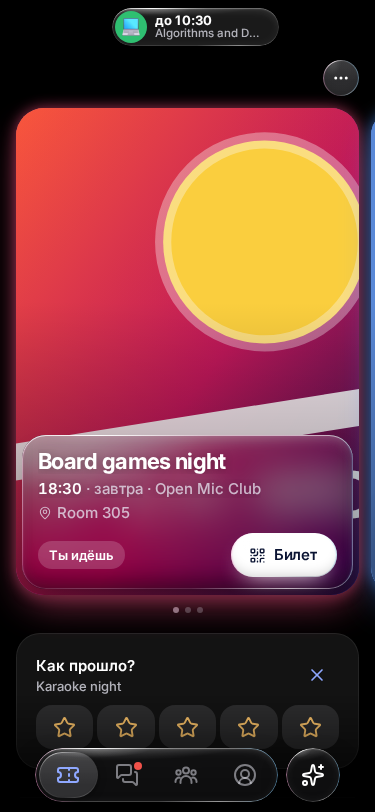 до 10:30
Algorithms and D...
Board games night
18:30 · завтра · Open Mic Club
Room 305
Ты идёшь
Билет
Как прошло?
Karaoke night